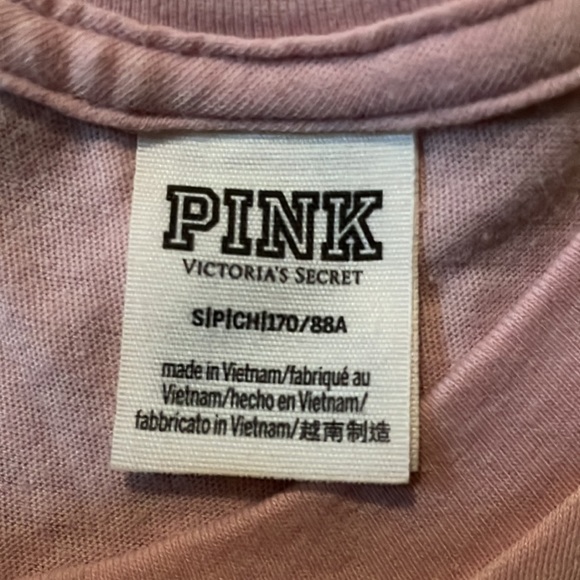 PINK
VICTORIA'S SECRET
S|P|CH|170/88A
made in Vietnam/fabriqué au
Vietnam/hecho en Vietnam/
fabbricato in Vietnam/越南制造